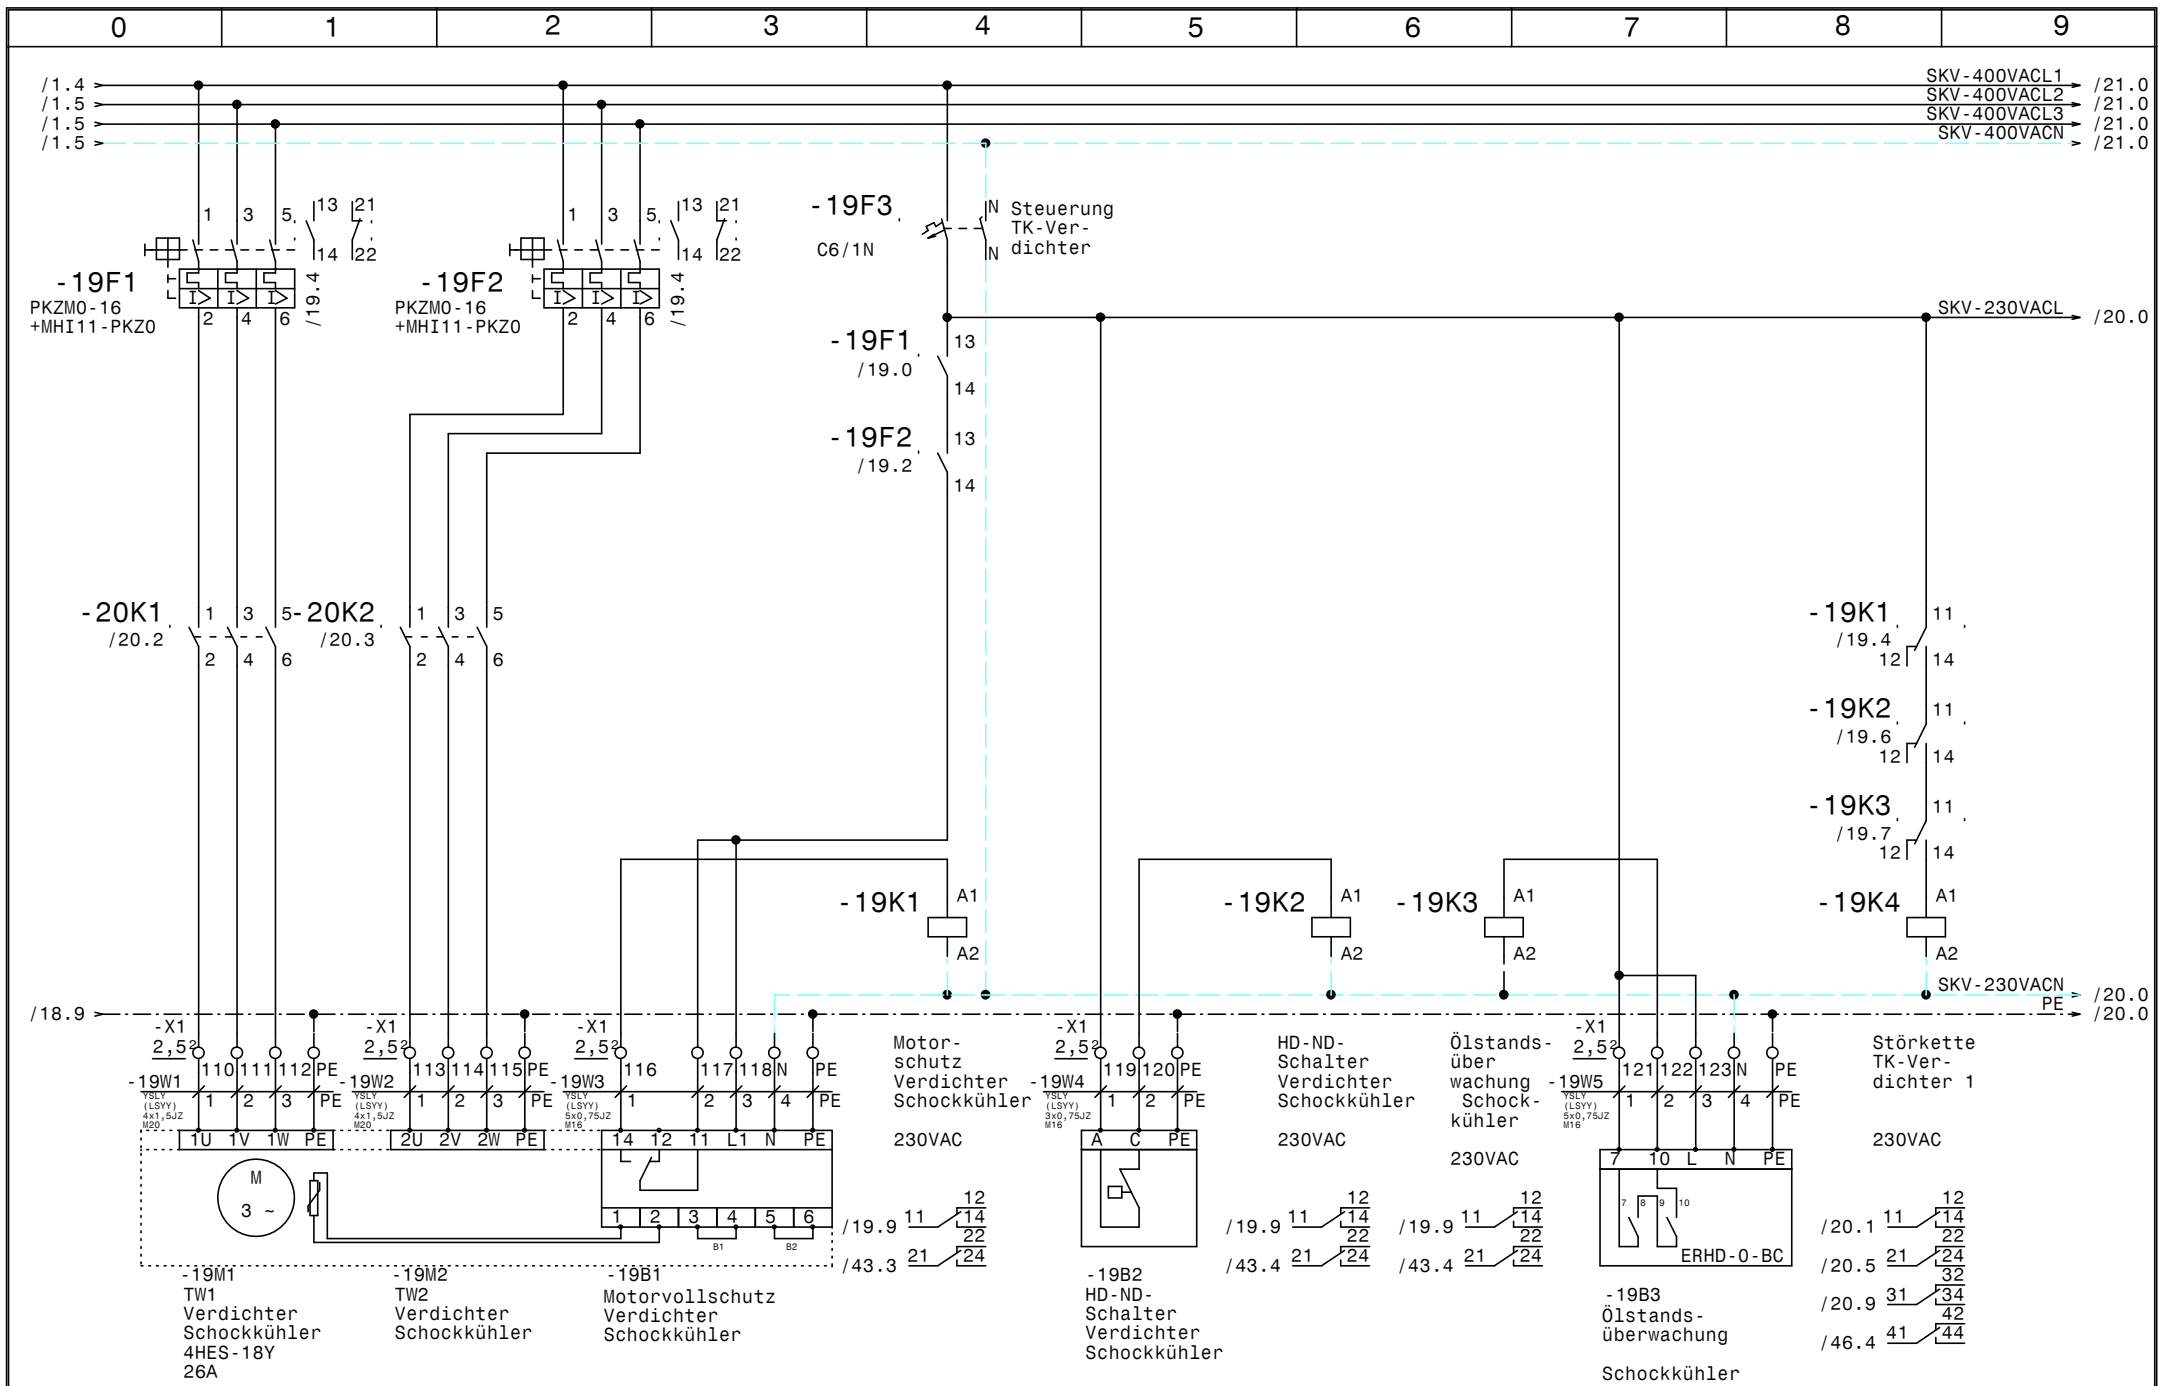 0 1 2 3 4 5 6 7 8 9
/1.4 SKV-400VACL1 /21.0
/1.5 SKV-400VACL2 /21.0
/1.5 SKV-400VACL3 /21.0
/1.5 SKV-400VACN /21.0
-19F1
PKZM0-16
+MHI11-PKZ0
1 3 5 13 21
14 22
2 4 6
/19.4
-19F2
PKZM0-16
+MHI11-PKZ0
1 3 5 13 21
14 22
2 4 6
/19.4
-19F3
C6/1N
N
N
Steuerung
TK-Ver-
dichter
SKV-230VACL /20.0
-19F1 13
/19.0
14
-19F2 13
/19.2
14
-20K1 1 3 5
/20.2
2 4 6
-20K2 1 3 5
/20.3
2 4 6
-19K1 11
/19.4
12 14
-19K2 11
/19.6
12 14
-19K3 11
/19.7
12 14
-19K1 A1
A2
-19K2 A1
A2
-19K3 A1
A2
-19K4 A1
A2
SKV-230VACN /20.0
/18.9 PE /20.0
-X1
2,5²
110 111 112 PE
-19W1
YSLY
(LSYY)
4x1,5JZ
M20
1 2 3 PE
1U 1V 1W PE
-X1
2,5²
113 114 115 PE
-19W2
YSLY
(LSYY)
4x1,5JZ
M20
1 2 3 PE
2U 2V 2W PE
-X1
2,5²
116 117 118 N PE
-19W3
YSLY
(LSYY)
5x0,75JZ
M16
1 2 3 4 PE
14 12 11 L1 N PE
M
3 ~
1 2 3 4 5 6
B1 B2
-19M1
TW1
Verdichter
Schockkühler
4HES-18Y
26A
-19M2
TW2
Verdichter
Schockkühler
-19B1
Motorvollschutz
Verdichter
Schockkühler
Motor-
schutz
Verdichter
Schockkühler
230VAC
12
/19.9 11 14
22
/43.3 21 24
-X1
2,5²
119 120 PE
-19W4
YSLY
(LSYY)
3x0,75JZ
M16
1 2 PE
A C PE
-19B2
HD-ND-
Schalter
Verdichter
Schockkühler
HD-ND-
Schalter
Verdichter
Schockkühler
230VAC
12
/19.9 11 14
22
/43.4 21 24
Ölstands-
über
wachung
Schock-
kühler
230VAC
12
/19.9 11 14
22
/43.4 21 24
-X1
2,5²
121 122 123 N PE
-19W5
YSLY
(LSYY)
5x0,75JZ
M16
1 2 3 4 PE
7 10 L N PE
7 8 9 10
ERHD-0-BC
-19B3
Ölstands-
überwachung
Schockkühler
Störkette
TK-Ver-
dichter 1
230VAC
12
/20.1 11 14
22
/20.5 21 24
32
/20.9 31 34
42
/46.4 41 44